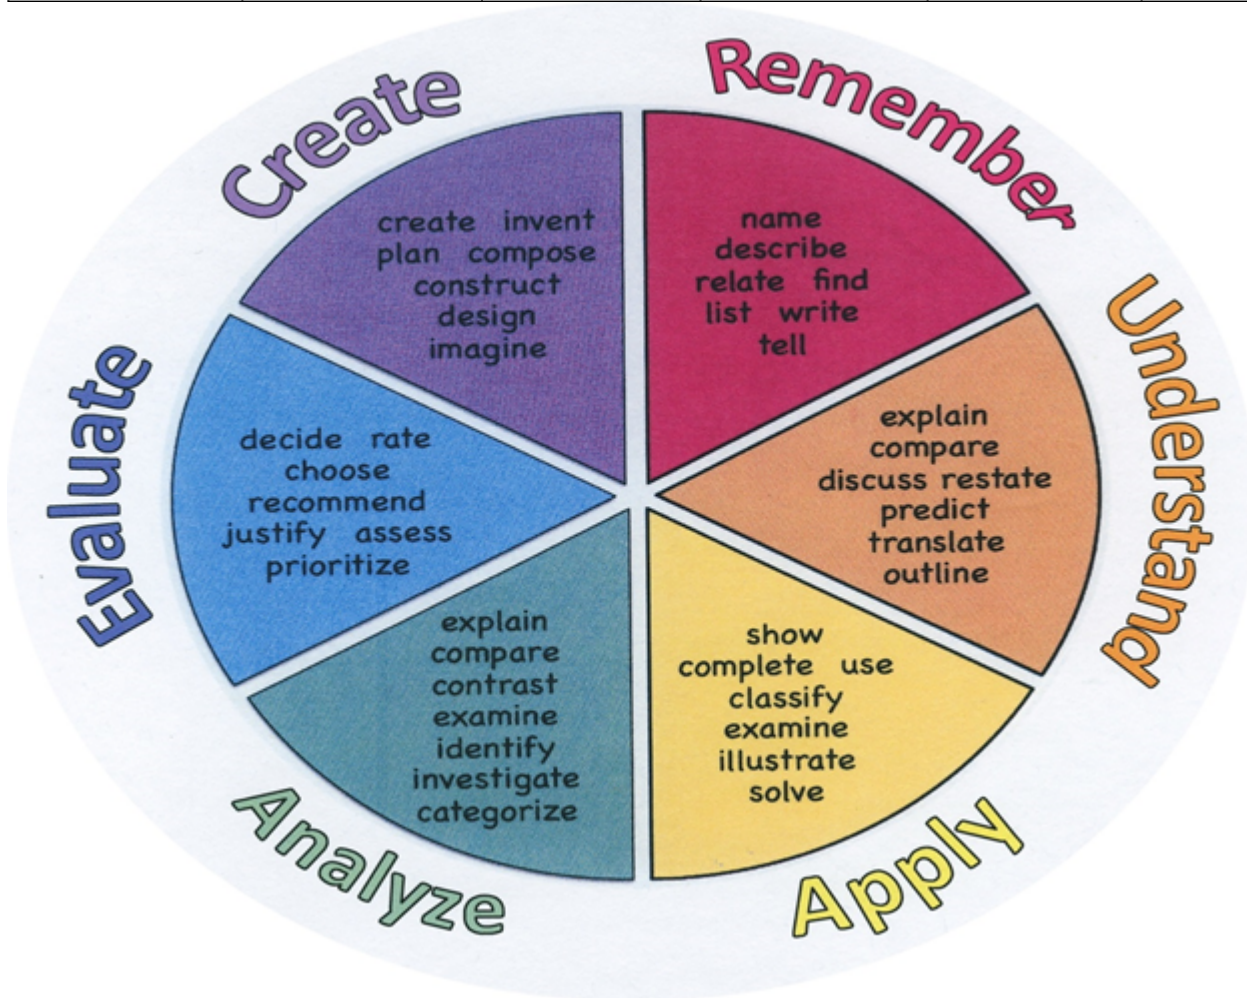 Create
create invent
plan compose
construct
design
imagine
Remember
name
describe
relate find
list write
tell
Understand
explain
compare
discuss restate
predict
translate
outline
Apply
show
complete use
classify
examine
illustrate
solve
Analyze
explain
compare
contrast
examine
identify
investigate
categorize
Evaluate
decide rate
choose
recommend
justify assess
prioritize